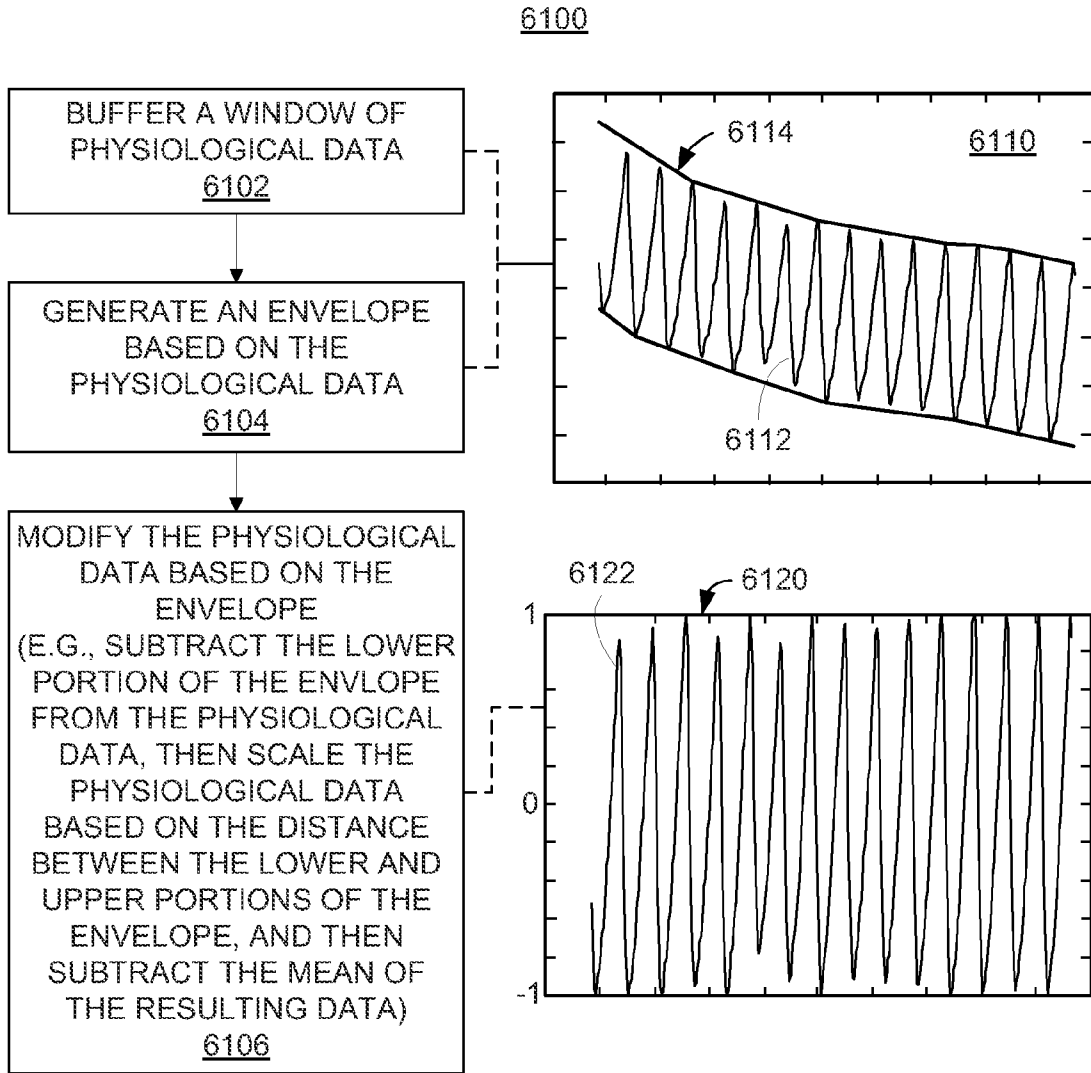 6100
BUFFER A WINDOW OF
PHYSIOLOGICAL DATA
6102
GENERATE AN ENVELOPE
BASED ON THE
PHYSIOLOGICAL DATA
6104
MODIFY THE PHYSIOLOGICAL
DATA BASED ON THE
ENVELOPE
(E.G., SUBTRACT THE LOWER
PORTION OF THE ENVLOPE
FROM THE PHYSIOLOGICAL
DATA, THEN SCALE THE
PHYSIOLOGICAL DATA
BASED ON THE DISTANCE
BETWEEN THE LOWER AND
UPPER PORTIONS OF THE
ENVELOPE, AND THEN
SUBTRACT THE MEAN OF
THE RESULTING DATA)
6106
6114
6110
6112
6122
6120
1
0
-1